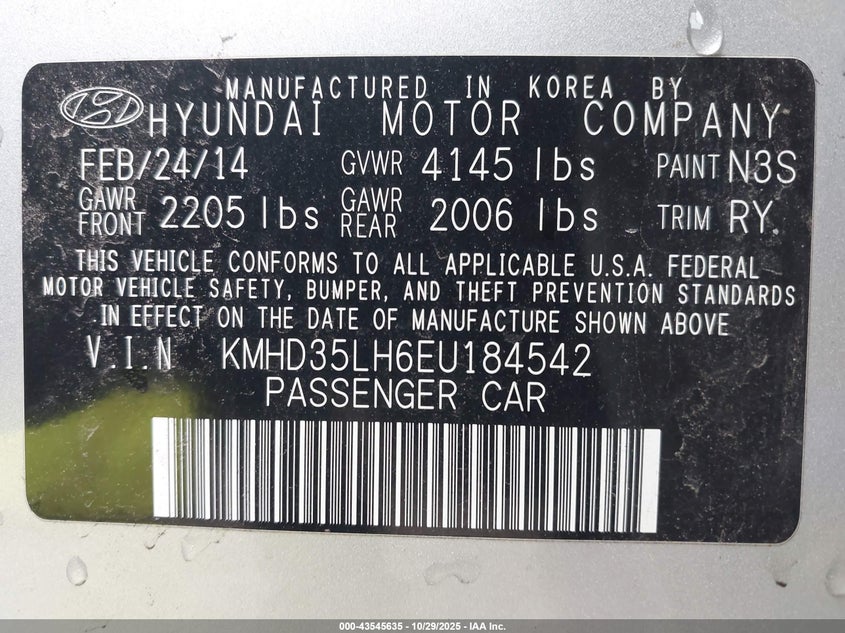 MANUFACTURED IN KOREA BY
HYUNDAI MOTOR COMPANY
FEB/24/14 GVWR 4145 lbs PAINT N3S
GAWR FRONT 2205 lbs GAWR REAR 2006 lbs TRIM RY.
THIS VEHICLE CONFORMS TO ALL APPLICABLE U.S.A. FEDERAL
MOTOR VEHICLE SAFETY, BUMPER, AND THEFT PREVENTION STANDARDS
IN EFFECT ON THE DATE OF MANUFACTURE SHOWN ABOVE
V.I.N KMHD35LH6EU184542
PASSENGER CAR
000-43545635 - 10/29/2025 - IAA Inc.